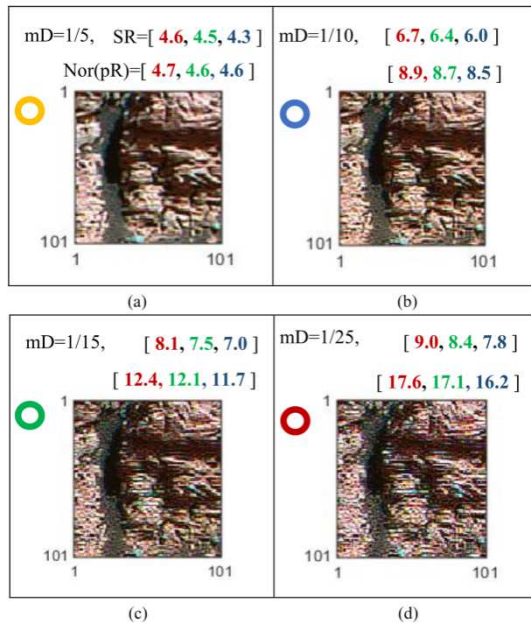 mD=1/5, SR=[ 4.6, 4.5, 4.3 ]
Nor(pR)=[ 4.7, 4.6, 4.6 ]
1
101
1 101
(a)
mD=1/10, [ 6.7, 6.4, 6.0 ]
[ 8.9, 8.7, 8.5 ]
1
101
1 101
(b)
mD=1/15, [ 8.1, 7.5, 7.0 ]
[ 12.4, 12.1, 11.7 ]
1
101
1 101
(c)
mD=1/25, [ 9.0, 8.4, 7.8 ]
[ 17.6, 17.1, 16.2 ]
1
101
1 101
(d)